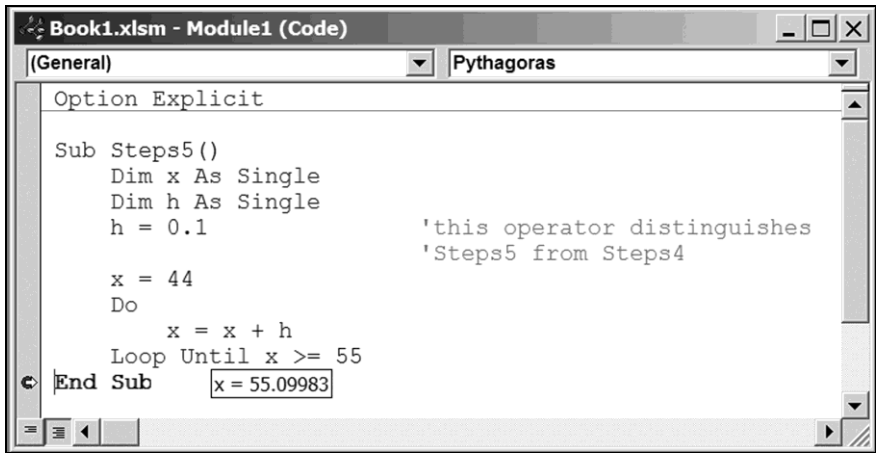 Book1.xlsm - Module1 (Code)
(General) Pythagoras
Option Explicit
Sub Steps5()
Dim x As Single
Dim h As Single
h = 0.1 'this operator distinguishes
'Steps5 from Steps4
x = 44
Do
x = x + h
Loop Until x >= 55
End Sub x = 55.09983